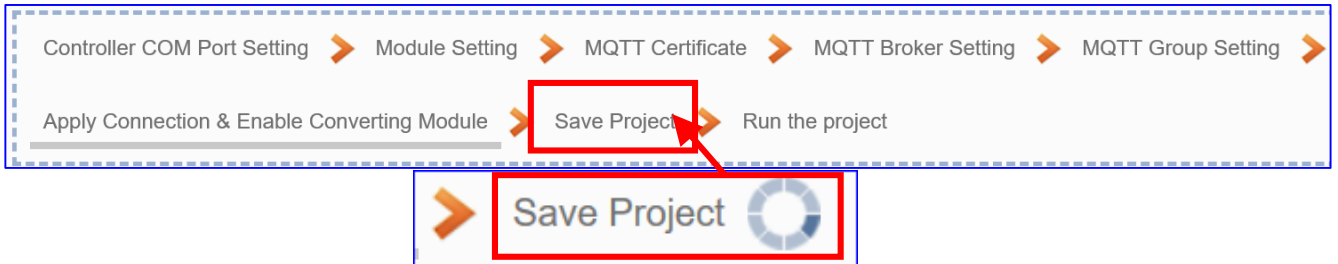 Controller COM Port Setting Module Setting MQTT Certificate MQTT Broker Setting MQTT Group Setting
Apply Connection & Enable Converting Module Save Project Run the project
Save Project